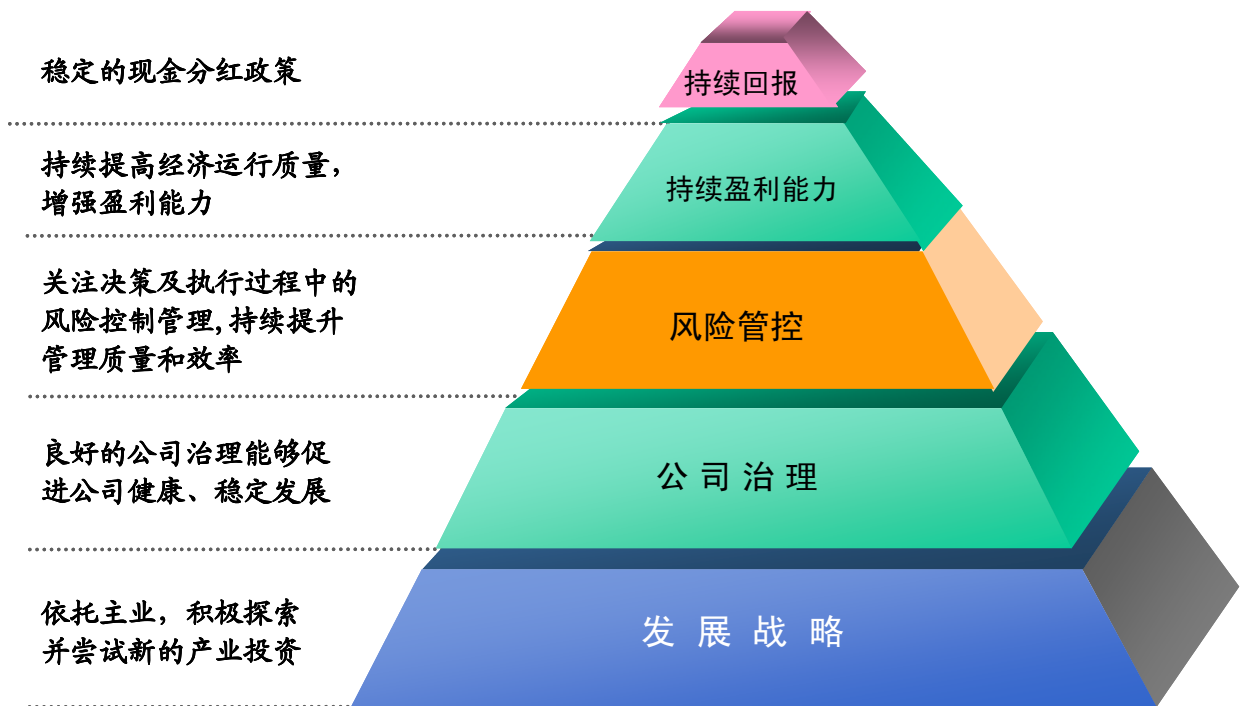 稳定的现金分红政策
持续回报
持续提高经济运行质量，
增强盈利能力
持续盈利能力
关注决策及执行过程中的
风险控制管理,持续提升
管理质量和效率
风险管控
良好的公司治理能够促
进公司健康、稳定发展
公司治理
依托主业，积极探索
并尝试新的产业投资
发展战略